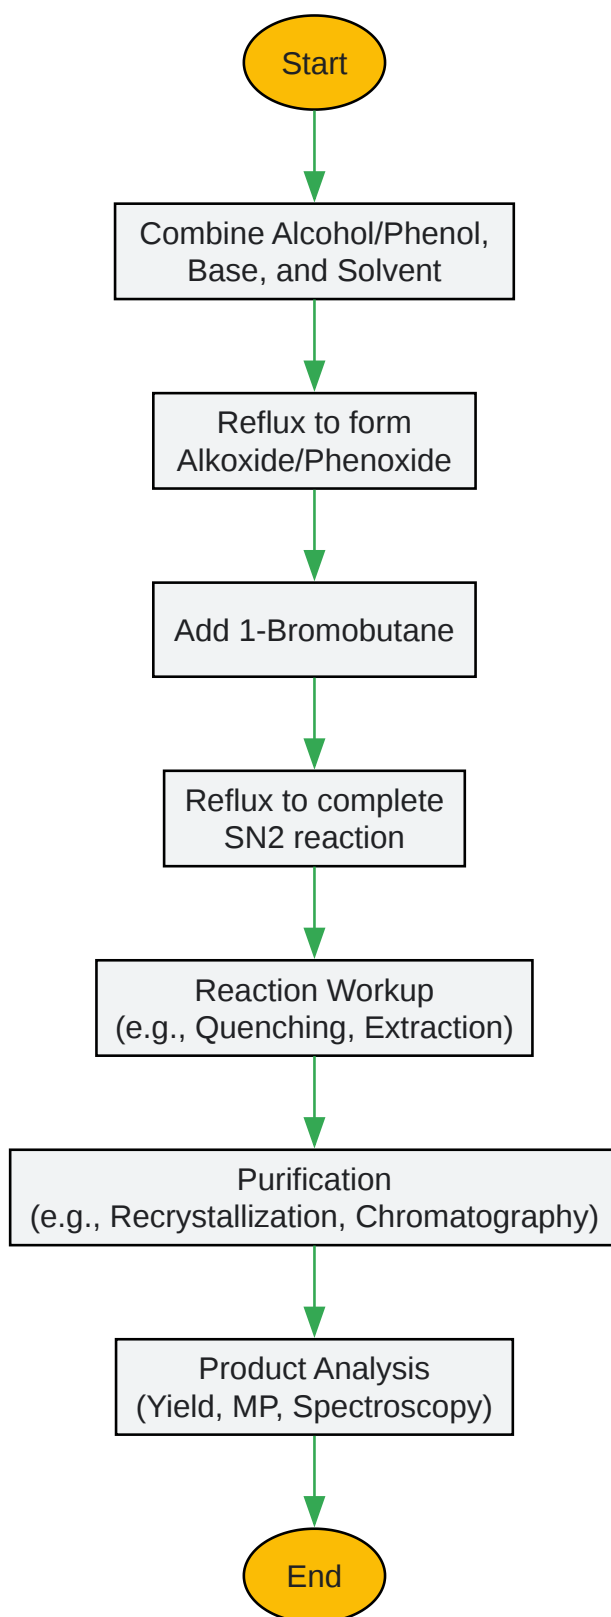 Start
Combine Alcohol/Phenol,
Base, and Solvent
Reflux to form
Alkoxide/Phenoxide
Add 1-Bromobutane
Reflux to complete
SN2 reaction
Reaction Workup
(e.g., Quenching, Extraction)
Purification
(e.g., Recrystallization, Chromatography)
Product Analysis
(Yield, MP, Spectroscopy)
End